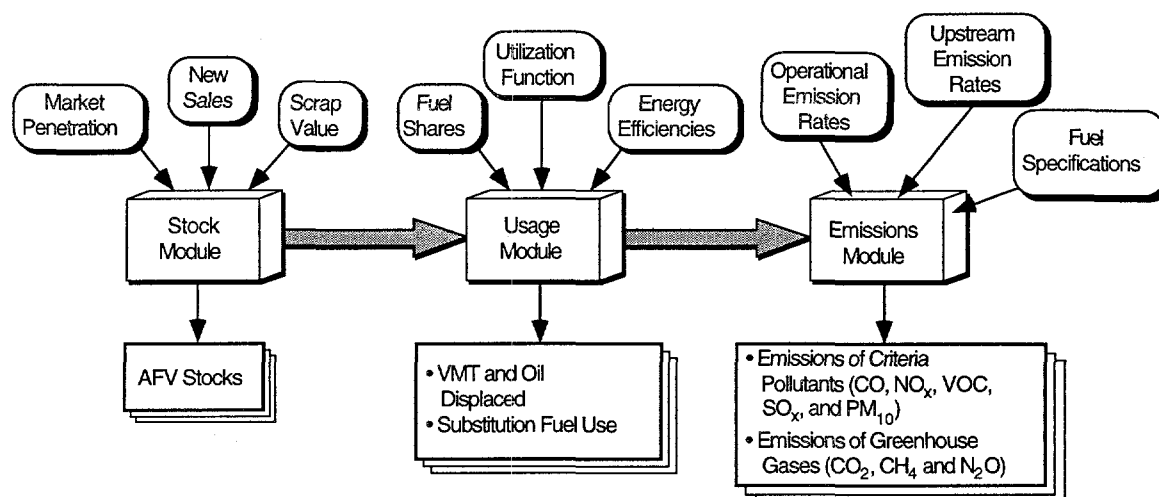 Market
Penetration
New
Sales
Scrap
Value
Fuel
Shares
Utilization
Function
Energy
Efficiencies
Operational
Emission
Rates
Upstream
Emission
Rates
Fuel
Specifications
Stock
Module
Usage
Module
Emissions
Module
AFV Stocks
• VMT and Oil
Displaced
• Substitution Fuel Use
• Emissions of Criteria
Pollutants (CO, NOₓ, VOC,
SOₓ, and PM₁₀)
• Emissions of Greenhouse
Gases (CO₂, CH₄ and N₂O)